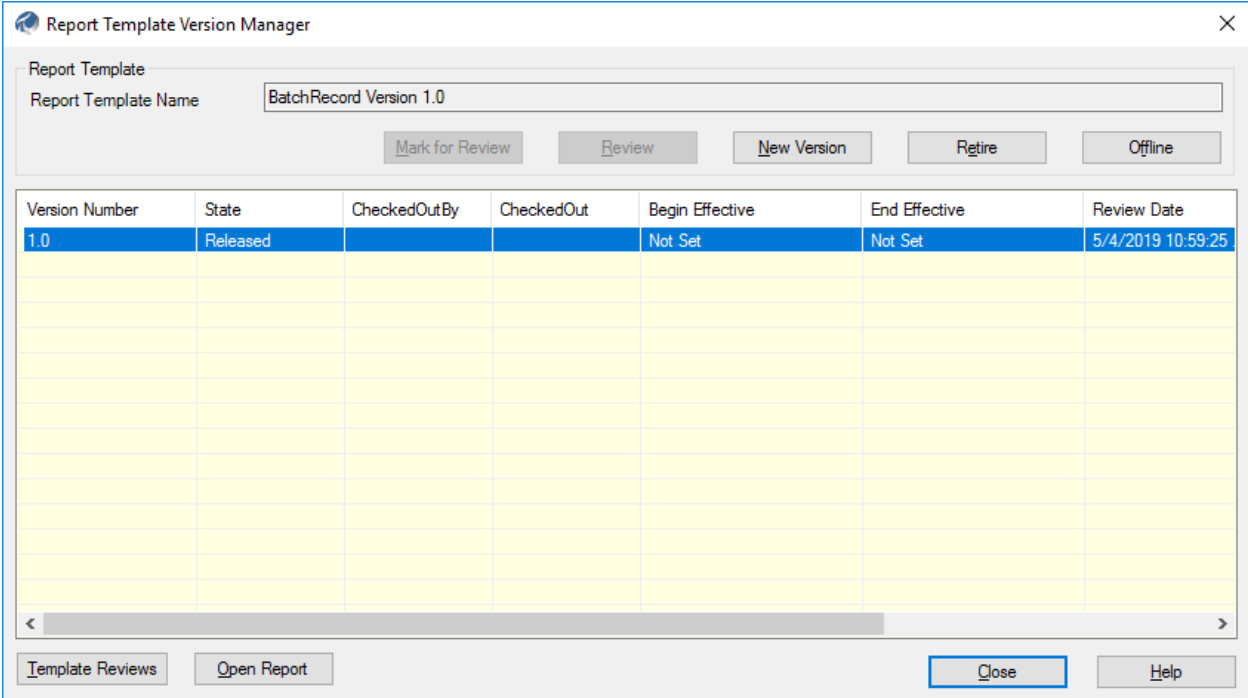 Report Template Version Manager
Report Template
Report Template Name BatchRecord Version 1.0
Mark for Review Review New Version Retire Offline
Version Number State CheckedOutBy CheckedOut Begin Effective End Effective Review Date
1.0 Released Not Set Not Set 5/4/2019 10:59:25
Template Reviews Open Report Close Help